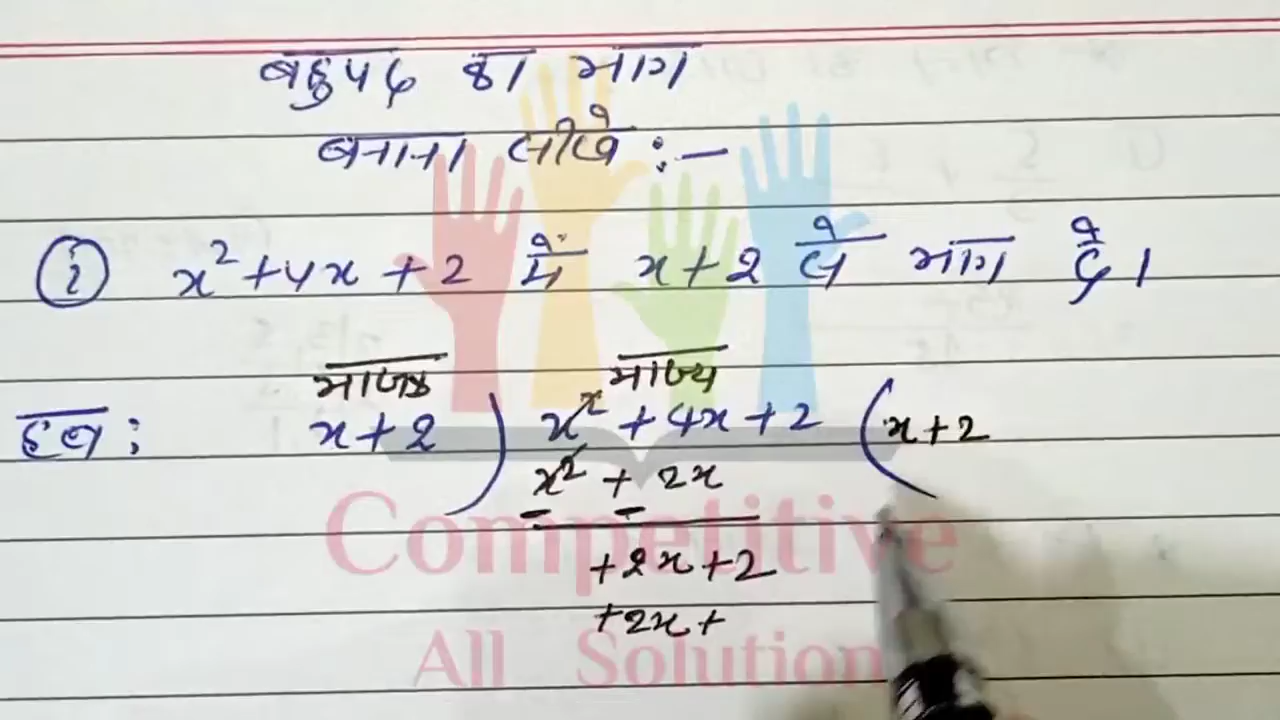 बहुपद का भाग
बनाना सीखे :-
(i) x²+4x+2 में x+2 से भाग दें।
भाजक भाज्य
हल : x+2 ) x²+4x+2 ( x+2
x² + 2x
- -
+2x+2
+2x+
Competitive
All Solution